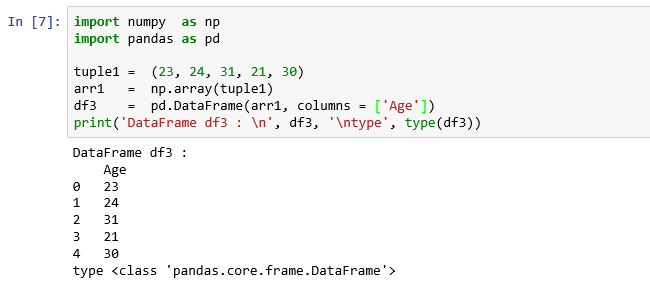 In [7]: import numpy  as np
import pandas as pd
tuple1 =  (23, 24, 31, 21, 30)
arr1   =  np.array(tuple1)
df3    =  pd.DataFrame(arr1, columns = ['Age'])
print('DataFrame df3 : \n', df3, '\ntype', type(df3))
DataFrame df3 :
    Age
0   23
1   24
2   31
3   21
4   30
type <class 'pandas.core.frame.DataFrame'>